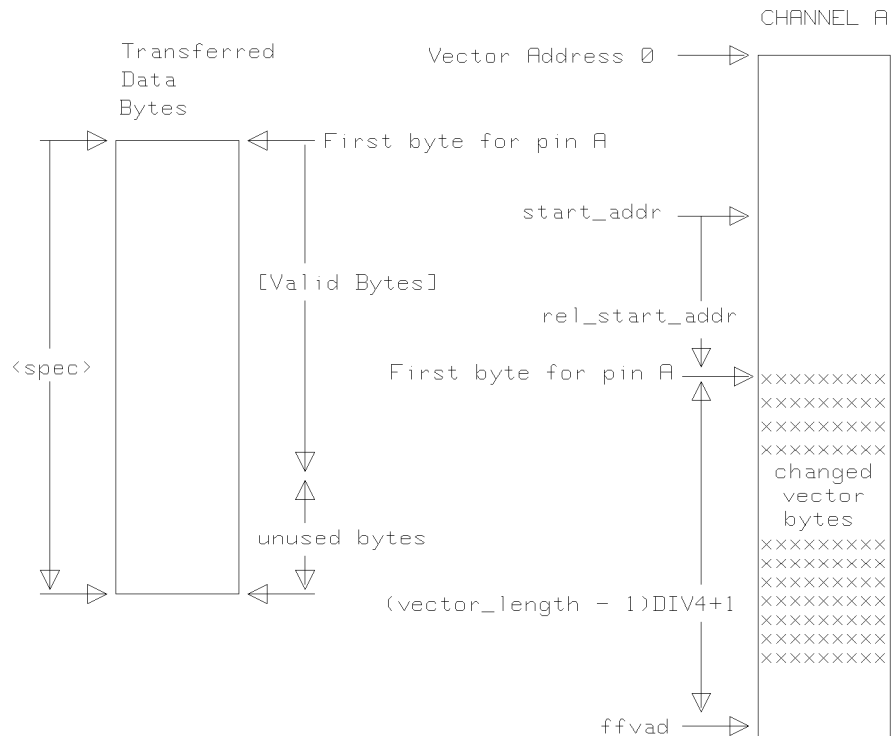 CHANNEL A
Transferred
Data
Bytes
Vector Address 0
First byte for pin A
start_addr
[Valid Bytes]
rel_start_addr
<spec>
First byte for pin A
XXXXXXXXX
XXXXXXXXX
XXXXXXXXX
XXXXXXXXX
changed
vector
bytes
unused bytes
XXXXXXXXX
XXXXXXXXX
XXXXXXXXX
XXXXXXXXX
XXXXXXXXX
XXXXXXXXX
XXXXXXXXX
(vector_length - 1)DIV4+1
ffvad